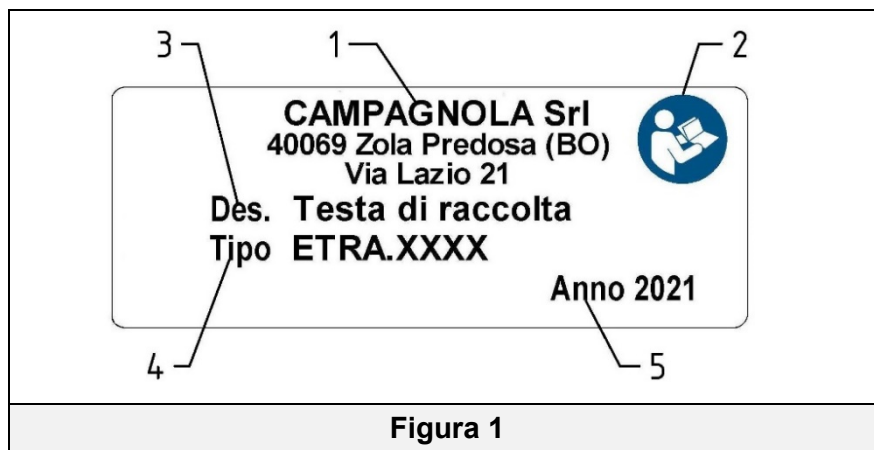 3
1
2
CAMPAGNOLA Srl
40069 Zola Predosa (BO)
Via Lazio 21
Des. Testa di raccolta
Tipo ETRA.XXXX
Anno 2021
4
5
Figura 1